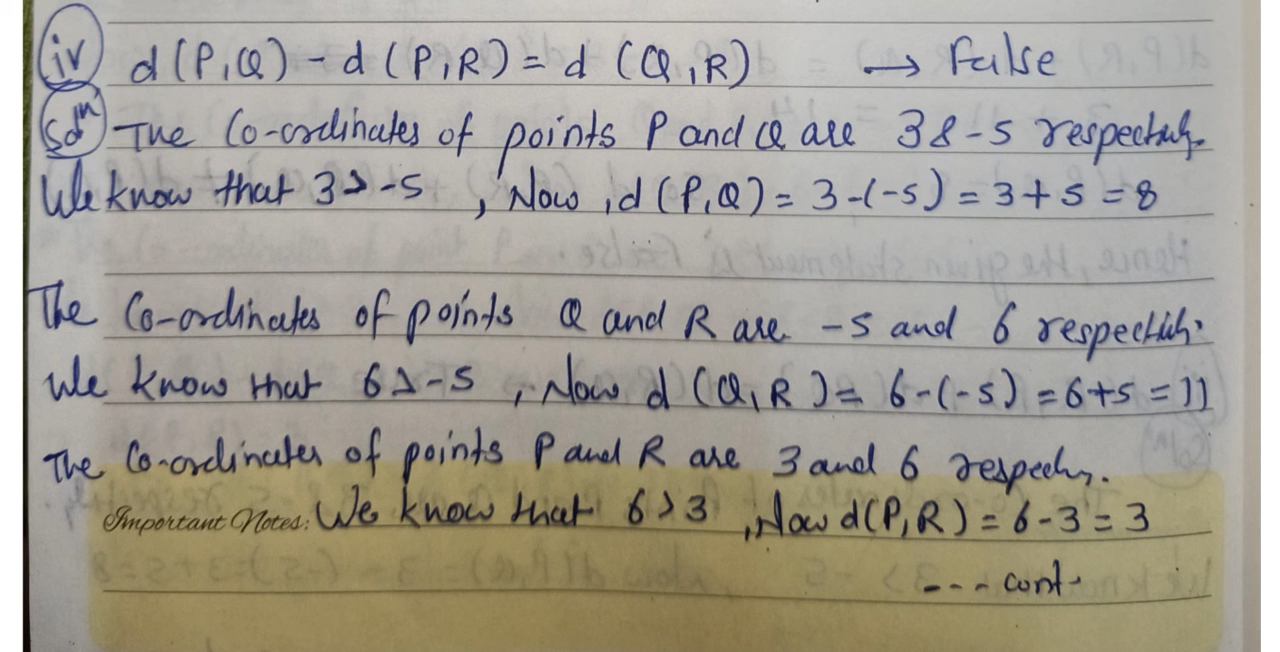 (iv) d(P,Q) - d(P,R) = d (Q,R) → False
Solⁿ The Co-ordinates of points P and Q are 3 & -5 respectively.
We know that 3 > -5 , Now , d (P,Q) = 3-(-5) = 3+5 = 8
The Co-ordinates of points Q and R are -5 and 6 respectively.
We know that 6 > -5 , Now d (Q,R) = 6-(-5) = 6+5 = 11
The Co-ordinates of points P and R are 3 and 6 respectively.
Important Notes: We know that 6 > 3 , Now d(P,R) = 6-3 = 3
--- cont-